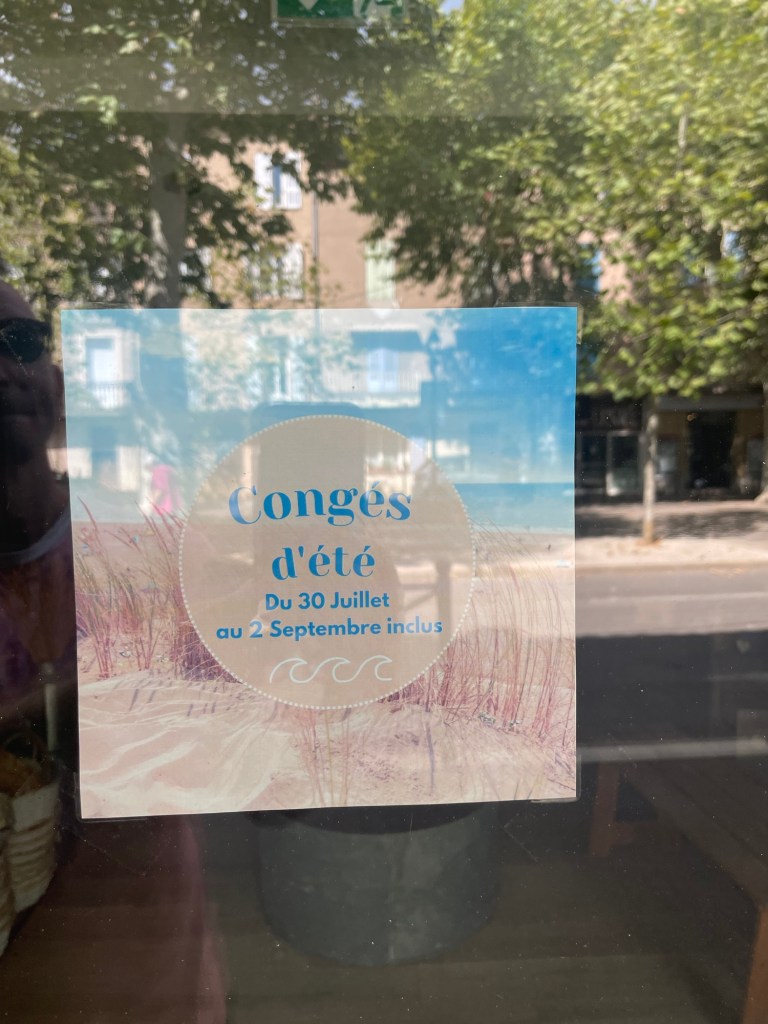 Congés
d'été
Du 30 Juillet
au 2 Septembre inclus